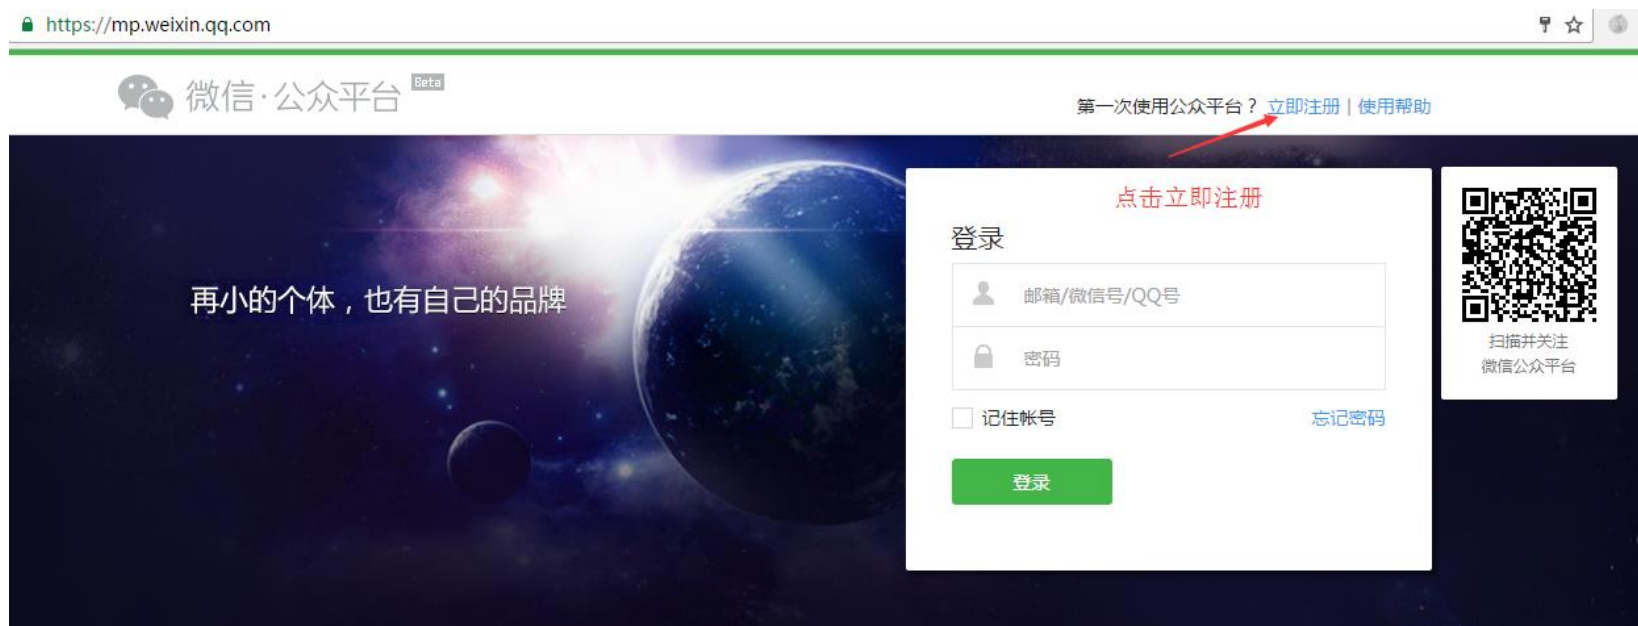 https://mp.weixin.qq.com
微信·公众平台 Beta
第一次使用公众平台？立即注册 | 使用帮助
点击立即注册
登录
再小的个体，也有自己的品牌
邮箱/微信号/QQ号
密码
记住帐号 忘记密码
登录
扫描并关注
微信公众平台